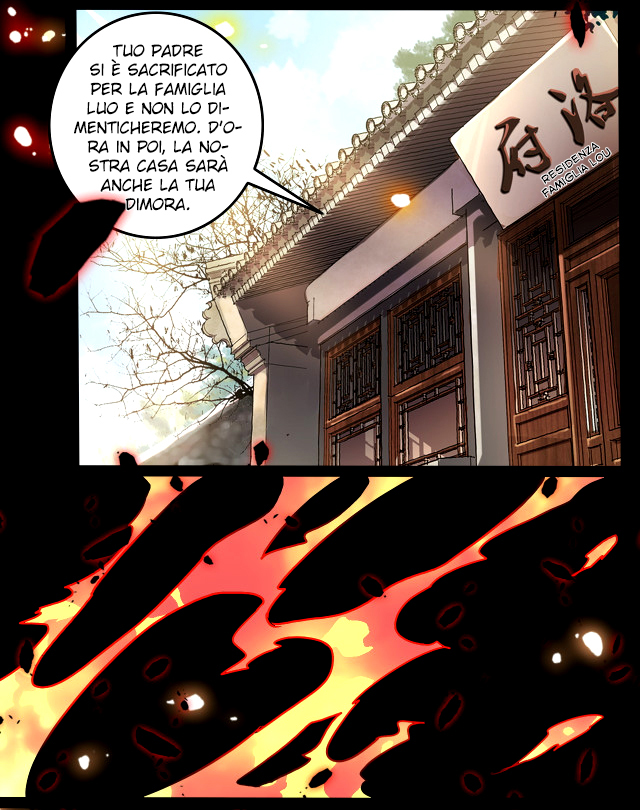 TUO PADRE
SI È SACRIFICATO
PER LA FAMIGLIA
LUO E NON LO DI-
MENTICHEREMO. D'O-
RA IN POI, LA NO-
STRA CASA SARÀ
ANCHE LA TUA
DIMORA.
洛府
RESIDENZA
FAMIGLIA LOU